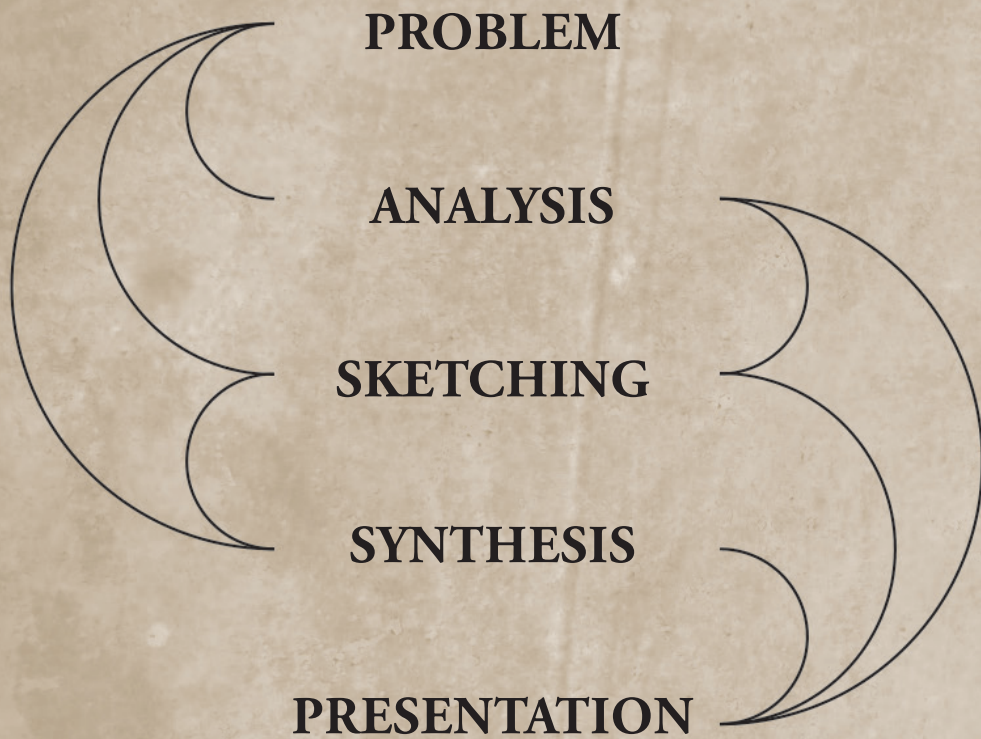 PROBLEM
ANALYSIS
SKETCHING
SYNTHESIS
PRESENTATION